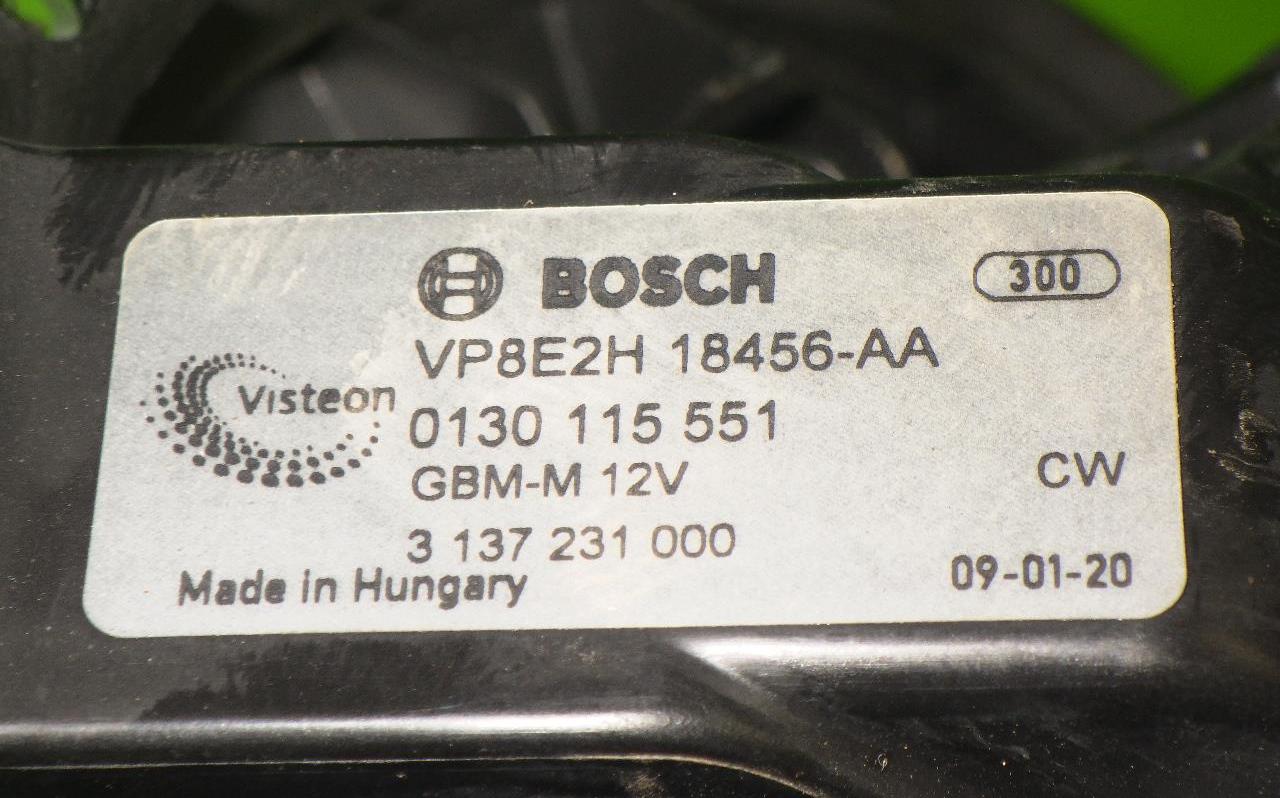 BOSCH 300
VP8E2H 18456-AA
Visteon
0130 115 551
GBM-M 12V CW
3 137 231 000
Made in Hungary 09-01-20